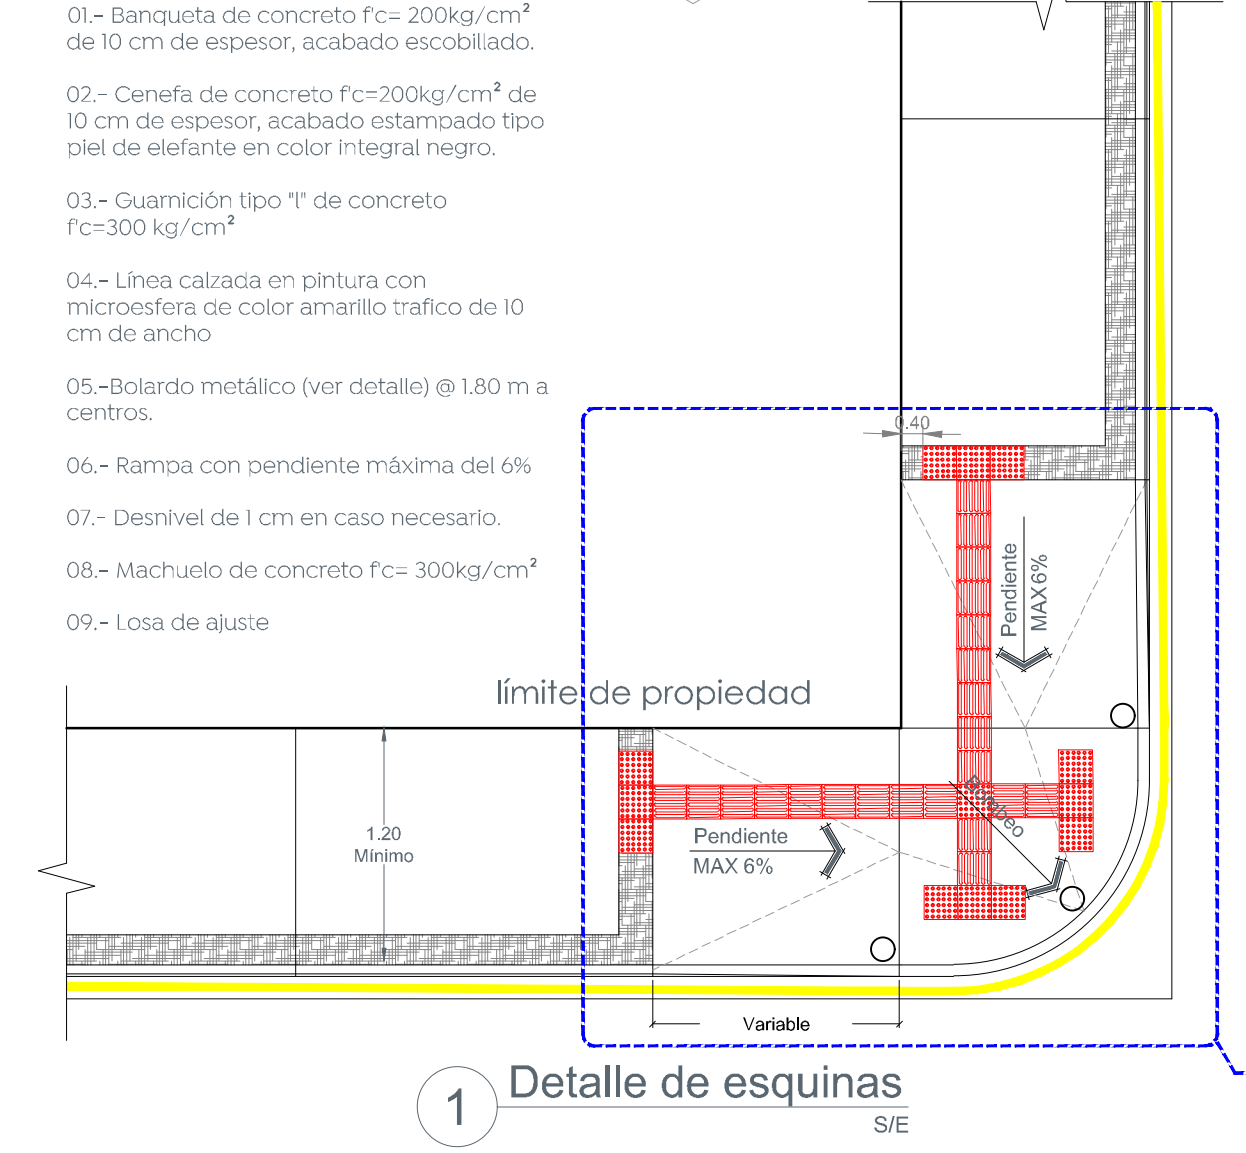 01.- Banqueta de concreto f'c= 200kg/cm²
de 10 cm de espesor, acabado escobillado.
02.- Cenefa de concreto f'c=200kg/cm² de
10 cm de espesor, acabado estampado tipo
piel de elefante en color integral negro.
03.- Guarnición tipo "I" de concreto
f'c=300 kg/cm²
04.- Línea calzada en pintura con
microesfera de color amarillo trafico de 10
cm de ancho
05.-Bolardo metálico (ver detalle) @ 1.80 m a
centros.
06.- Rampa con pendiente máxima del 6%
07.- Desnivel de 1 cm en caso necesario.
08.- Machuelo de concreto f'c= 300kg/cm²
09.- Losa de ajuste
0.40
Pendiente
MAX 6%
límite de propiedad
1.20
Mínimo
Pendiente
MAX 6%
Bombeo
Variable
1
Detalle de esquinas
S/E